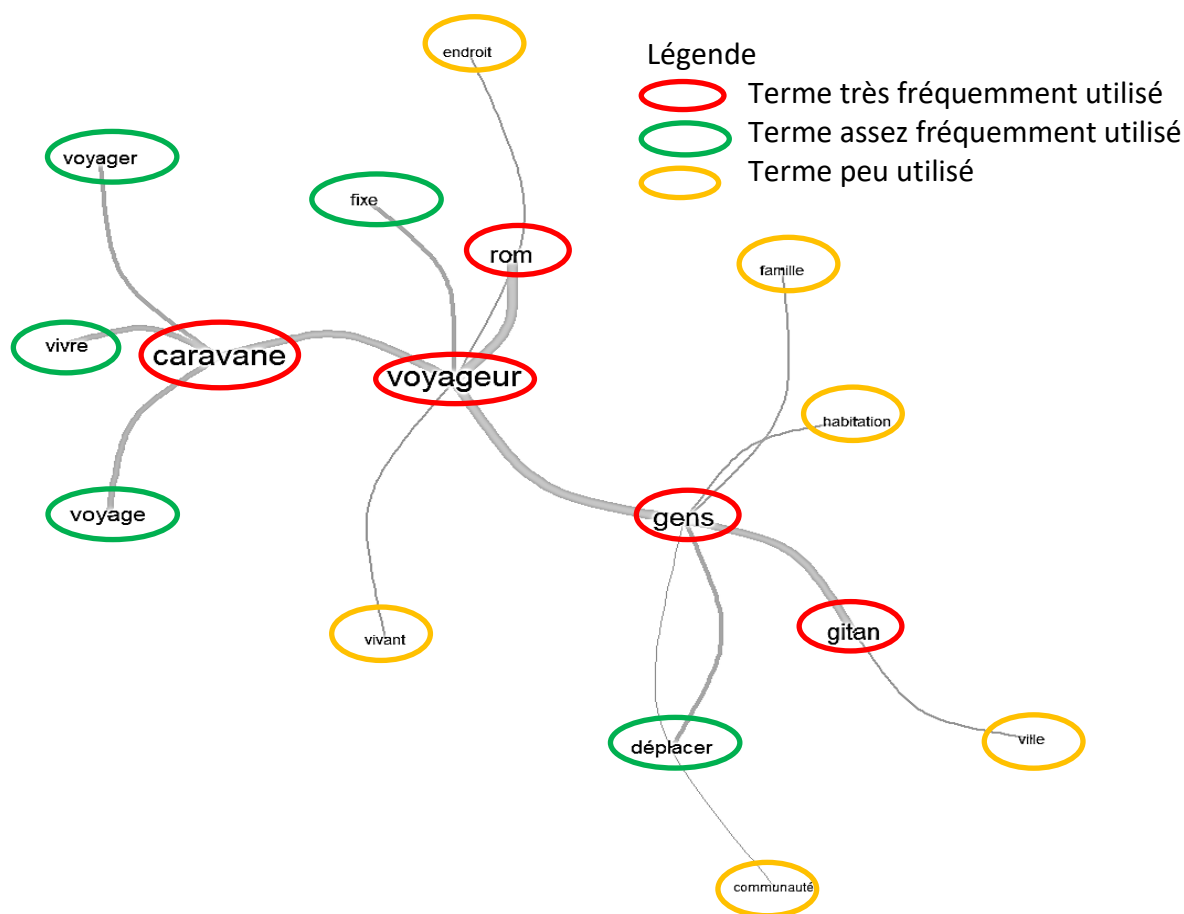 endroit
Légende
Terme très fréquemment utilisé
Terme assez fréquemment utilisé
Terme peu utilisé
voyager
fixe
rom
famille
vivre
caravane
voyageur
habitation
voyage
gens
vivant
gitan
déplacer
ville
communauté